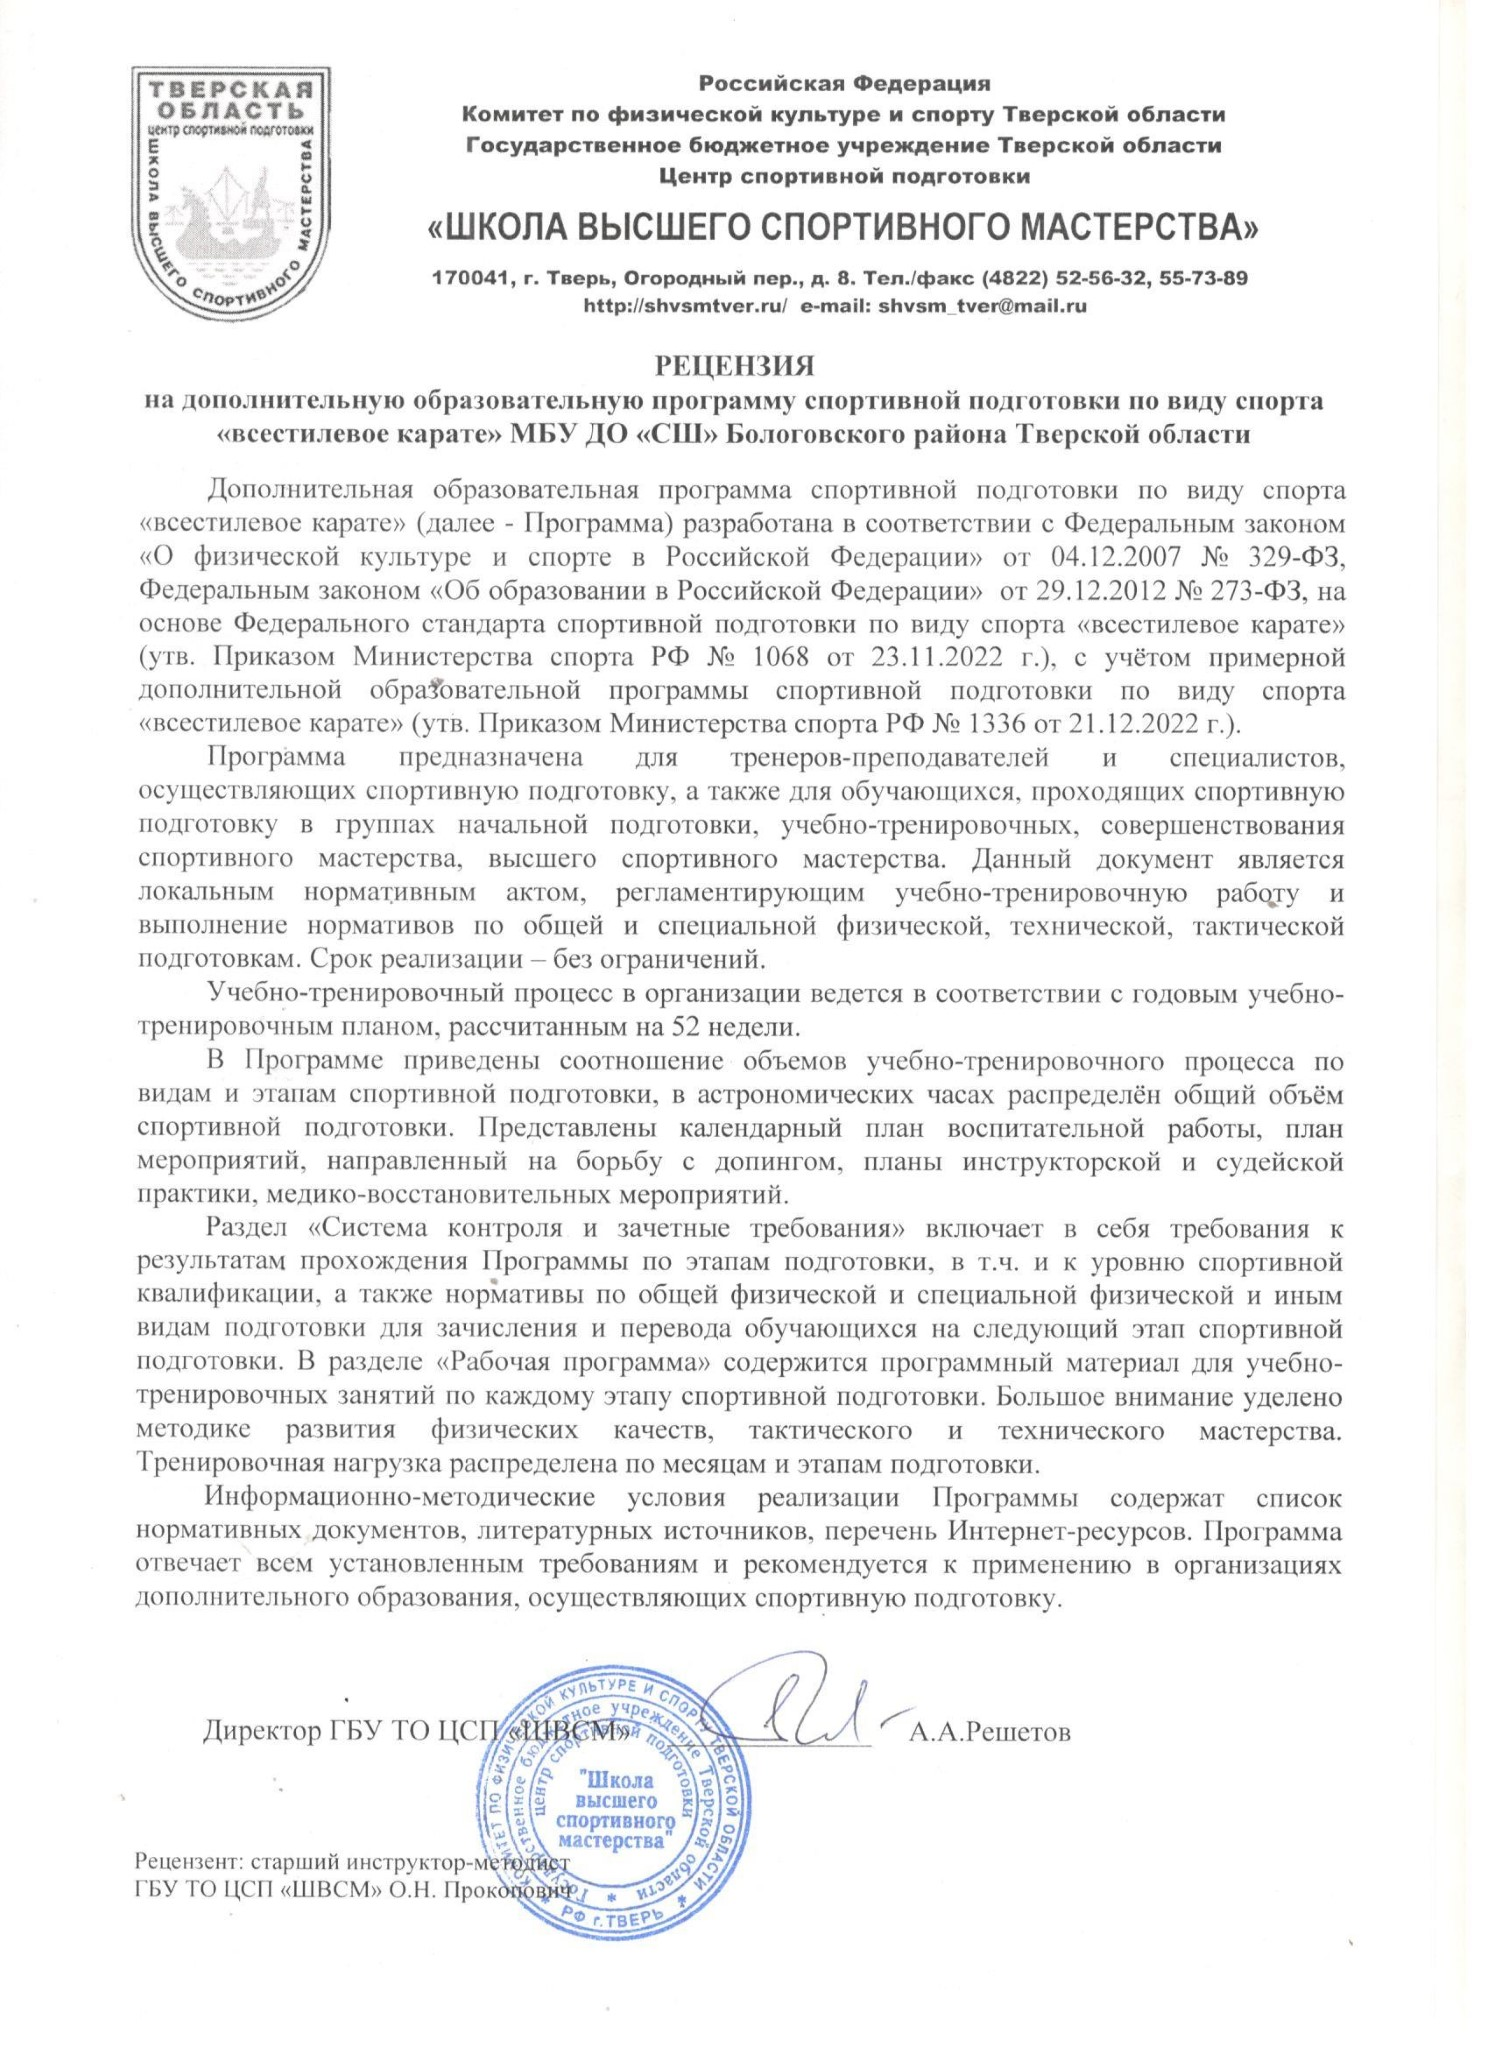 ТВЕРСКАЯ
ОБЛАСТЬ
центр спортивной подготовки
ШКОЛА ВЫСШЕГО СПОРТИВНОГО МАСТЕРСТВА
Российская Федерация
Комитет по физической культуре и спорту Тверской области
Государственное бюджетное учреждение Тверской области
Центр спортивной подготовки
«ШКОЛА ВЫСШЕГО СПОРТИВНОГО МАСТЕРСТВА»
170041, г. Тверь, Огородный пер., д. 8. Тел./факс (4822) 52-56-32, 55-73-89
http://shvsmtver.ru/ e-mail: shvsm_tver@mail.ru
РЕЦЕНЗИЯ
на дополнительную образовательную программу спортивной подготовки по виду спорта
«всестилевое карате» МБУ ДО «СШ» Бологовского района Тверской области
Дополнительная образовательная программа спортивной подготовки по виду спорта
«всестилевое карате» (далее - Программа) разработана в соответствии с Федеральным законом
«О физической культуре и спорте в Российской Федерации» от 04.12.2007 № 329-ФЗ,
Федеральным законом «Об образовании в Российской Федерации» от 29.12.2012 № 273-ФЗ, на
основе Федерального стандарта спортивной подготовки по виду спорта «всестилевое карате»
(утв. Приказом Министерства спорта РФ № 1068 от 23.11.2022 г.), с учётом примерной
дополнительной образовательной программы спортивной подготовки по виду спорта
«всестилевое карате» (утв. Приказом Министерства спорта РФ № 1336 от 21.12.2022 г.).
Программа предназначена для тренеров-преподавателей и специалистов,
осуществляющих спортивную подготовку, а также для обучающихся, проходящих спортивную
подготовку в группах начальной подготовки, учебно-тренировочных, совершенствования
спортивного мастерства, высшего спортивного мастерства. Данный документ является
локальным нормативным актом, регламентирующим учебно-тренировочную работу и
выполнение нормативов по общей и специальной физической, технической, тактической
подготовкам. Срок реализации – без ограничений.
Учебно-тренировочный процесс в организации ведется в соответствии с годовым учебно-
тренировочным планом, рассчитанным на 52 недели.
В Программе приведены соотношение объемов учебно-тренировочного процесса по
видам и этапам спортивной подготовки, в астрономических часах распределён общий объём
спортивной подготовки. Представлены календарный план воспитательной работы, план
мероприятий, направленный на борьбу с допингом, планы инструкторской и судейской
практики, медико-восстановительных мероприятий.
Раздел «Система контроля и зачетные требования» включает в себя требования к
результатам прохождения Программы по этапам подготовки, в т.ч. и к уровню спортивной
квалификации, а также нормативы по общей физической и специальной физической и иным
видам подготовки для зачисления и перевода обучающихся на следующий этап спортивной
подготовки. В разделе «Рабочая программа» содержится программный материал для учебно-
тренировочных занятий по каждому этапу спортивной подготовки. Большое внимание уделено
методике развития физических качеств, тактического и технического мастерства.
Тренировочная нагрузка распределена по месяцам и этапам подготовки.
Информационно-методические условия реализации Программы содержат список
нормативных документов, литературных источников, перечень Интернет-ресурсов. Программа
отвечает всем установленным требованиям и рекомендуется к применению в организациях
дополнительного образования, осуществляющих спортивную подготовку.
Директор ГБУ ТО ЦСП «ШВСМ» А.А.Решетов
КОМИТЕТ ПО ФИЗИЧЕСКОЙ КУЛЬТУРЕ И СПОРТУ ТВЕРСКОЙ ОБЛАСТИ * РФ г.ТВЕРЬ *
Государственное бюджетное учреждение Тверской области *
центр спортивной подготовки
"Школа
высшего
спортивного
мастерства"
Рецензент: старший инструктор-методист
ГБУ ТО ЦСП «ШВСМ» О.Н. Прокопович